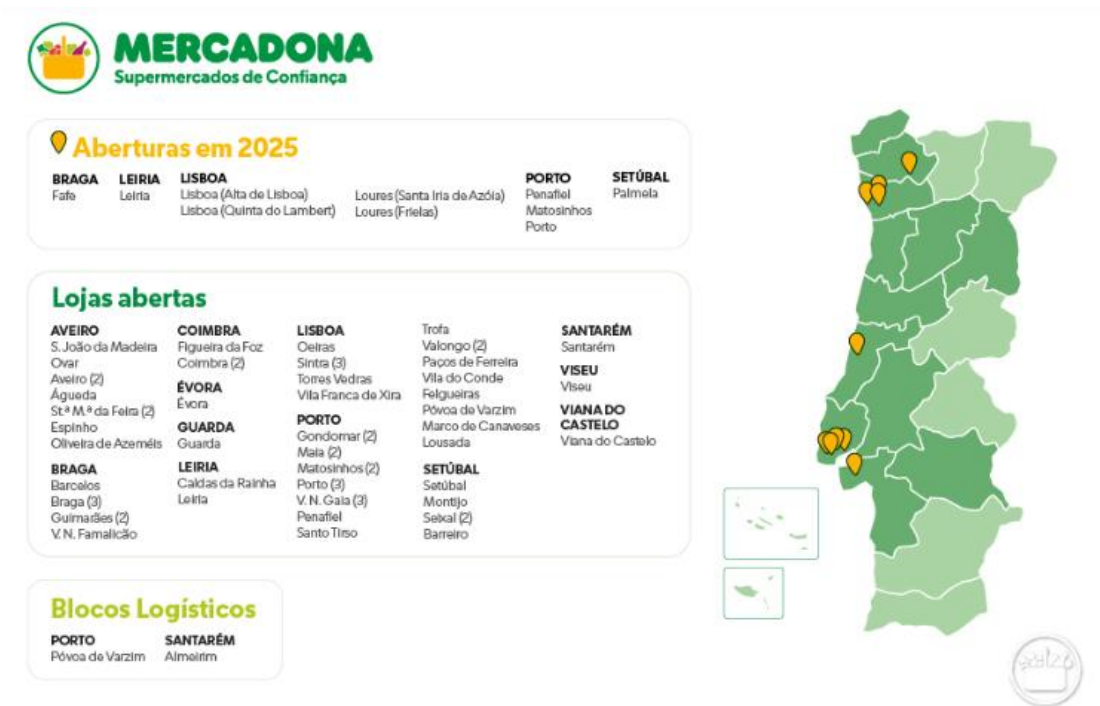 MERCADONA
Supermercados de Confiança
Aberturas em 2025
BRAGA
Fafe
LEIRIA
Leiria
LISBOA
Lisboa (Alta de Lisboa)
Lisboa (Quinta do Lambert)
Loures (Santa Iria de Azóia)
Loures (Frielas)
PORTO
Penafiel
Matosinhos
Porto
SETÚBAL
Palmela
Lojas abertas
AVEIRO
S. João da Madeira
Ovar
Aveiro (2)
Águeda
St.ª M.ª da Feira (2)
Espinho
Oliveira de Azeméis
BRAGA
Barcelos
Braga (3)
Guimarães (2)
V. N. Famalicão
COIMBRA
Figueira da Foz
Coimbra (2)
ÉVORA
Évora
GUARDA
Guarda
LEIRIA
Caldas da Rainha
Leiria
LISBOA
Oeiras
Sintra (3)
Torres Vedras
Vila Franca de Xira
PORTO
Gondomar (2)
Maia (2)
Matosinhos (2)
Porto (3)
V. N. Gaia (3)
Penafiel
Santo Tirso
Trofa
Valongo (2)
Paços de Ferreira
Vila do Conde
Felgueiras
Póvoa de Varzim
Marco de Canaveses
Lousada
SETÚBAL
Setúbal
Montijo
Seixal (2)
Barreiro
SANTARÉM
Santarém
VISEU
Viseu
VIANA DO
CASTELO
Viana do Castelo
Blocos Logísticos
PORTO
Póvoa de Varzim
SANTARÉM
Almeirim